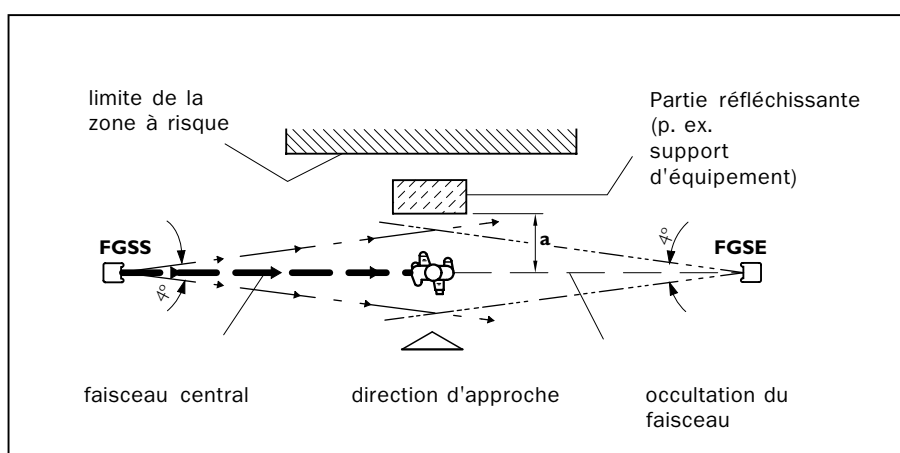 limite de la
zone à risque
Partie réfléchissante
(p. ex.
support
d'équipement)
FGSS
4°
4°
a
4°
FGSE
faisceau central
direction d'approche
occultation du
faisceau